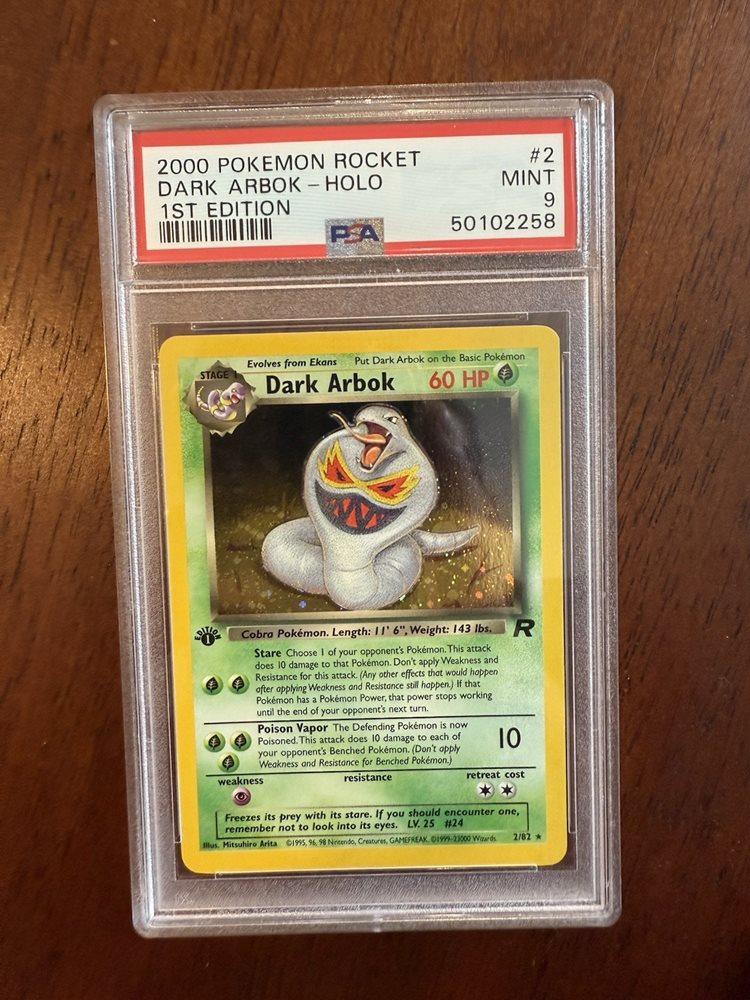 2000 POKEMON ROCKET #2
DARK ARBOK - HOLO MINT
1ST EDITION 9
PSA 50102258
Evolves from Ekans Put Dark Arbok on the Basic Pokémon
STAGE 1
Dark Arbok 60 HP
EDITION
1
Cobra Pokémon. Length: 11' 6", Weight: 143 lbs. R
Stare Choose 1 of your opponent's Pokémon. This attack
does 10 damage to that Pokémon. Don't apply Weakness and
Resistance for this attack. (Any other effects that would happen
after applying Weakness and Resistance still happen.) If that
Pokémon has a Pokémon Power, that power stops working
until the end of your opponent's next turn.
Poison Vapor The Defending Pokémon is now
Poisoned. This attack does 10 damage to each of 10
your opponent's Benched Pokémon. (Don't apply
Weakness and Resistance for Benched Pokémon.)
weakness resistance retreat cost
Freezes its prey with its stare. If you should encounter one,
remember not to look into its eyes. LV. 25 #24
Illus. Mitsuhiro Arita ©1995, 96, 98 Nintendo, Creatures, GAMEFREAK. ©1999-23000 Wizards. 2/82 ★